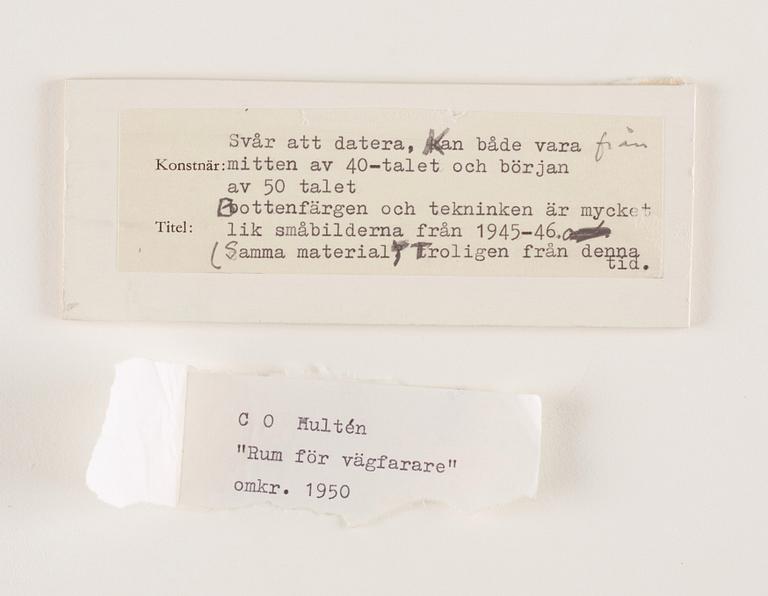 Svår att datera, Kan både vara från
Konstnär: mitten av 40-talet och början
av 50 talet
Bottenfärgen och tekninken är mycket
Titel: lik småbilderna från 1945-46.
(Samma material, Troligen från denna
tid.
C O Hultén
"Rum för vägfarare"
omkr. 1950